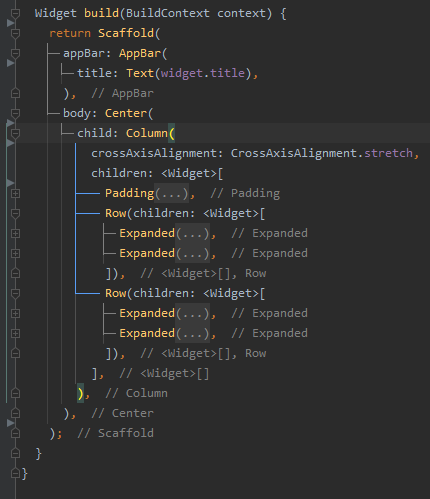 Widget build(BuildContext context) {
return Scaffold(
appBar: AppBar(
title: Text(widget.title),
), // AppBar
body: Center(
child: Column(
crossAxisAlignment: CrossAxisAlignment.stretch,
children: <Widget>[
Padding(...), // Padding
Row(children: <Widget>[
Expanded(...), // Expanded
Expanded(...), // Expanded
]), // <Widget>[], Row
Row(children: <Widget>[
Expanded(...), // Expanded
Expanded(...), // Expanded
]), // <Widget>[], Row
], // <Widget>[]
), // Column
), // Center
); // Scaffold
}
}